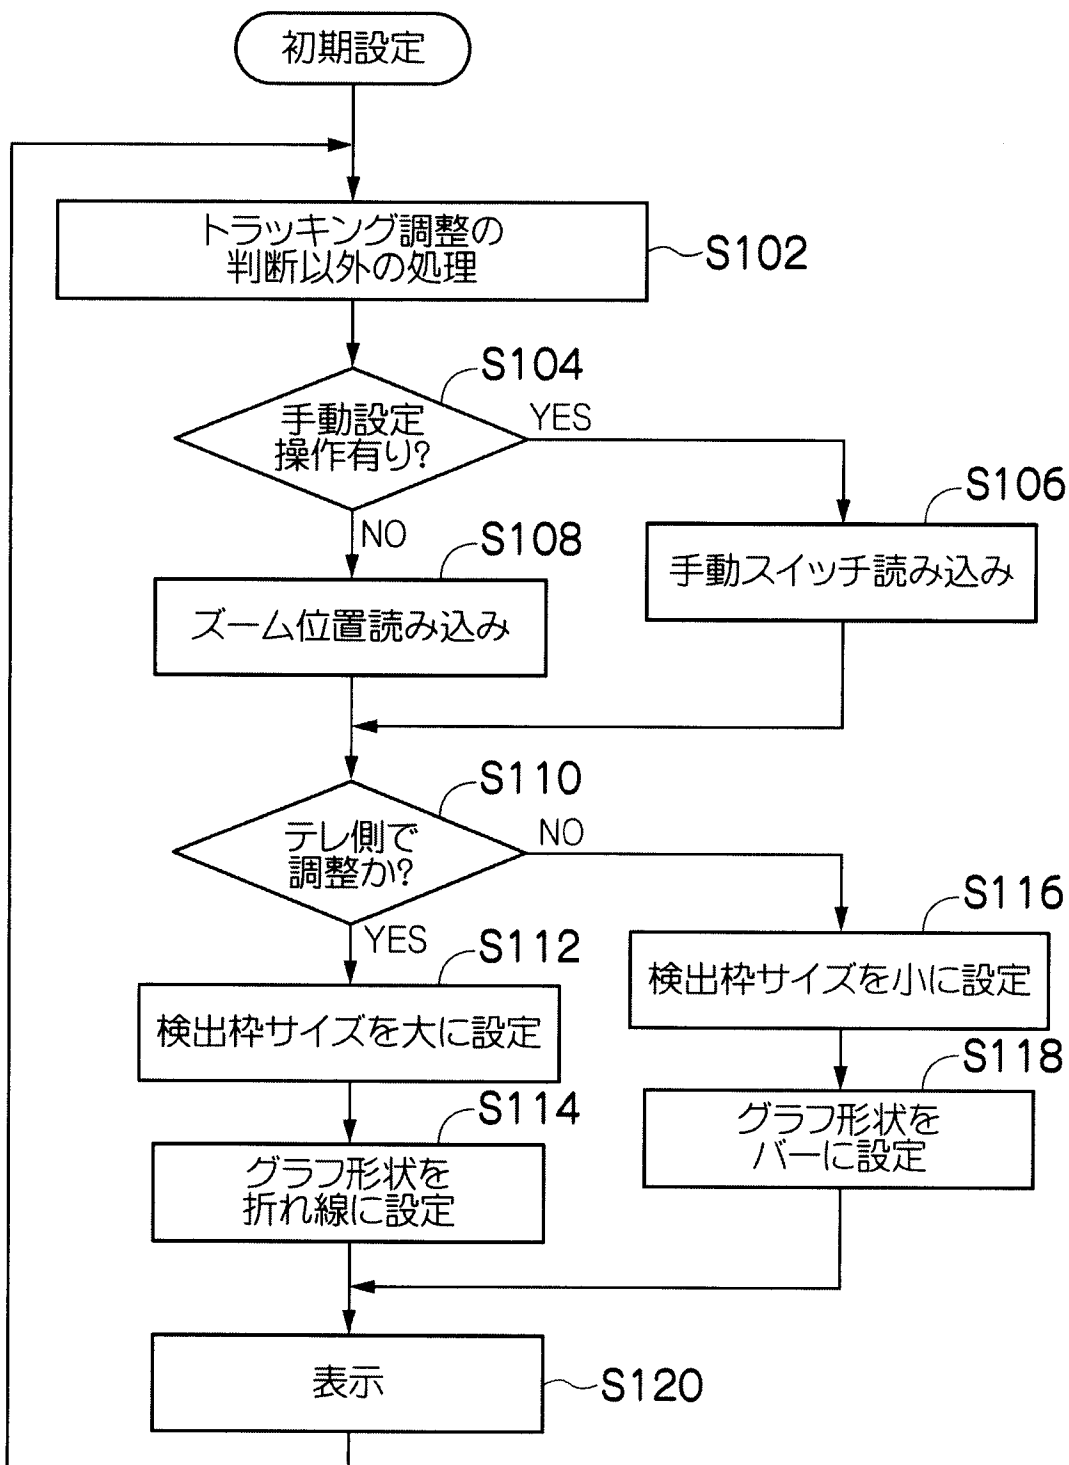 初期設定
トラッキング調整の
判断以外の処理
S102
S104
手動設定
操作有り?
YES
NO
S106
手動スイッチ読み込み
S108
ズーム位置読み込み
S110
テレ側で
調整か?
NO
YES
S112
検出枠サイズを大に設定
S116
検出枠サイズを小に設定
S114
グラフ形状を
折れ線に設定
S118
グラフ形状を
バーに設定
表示
S120